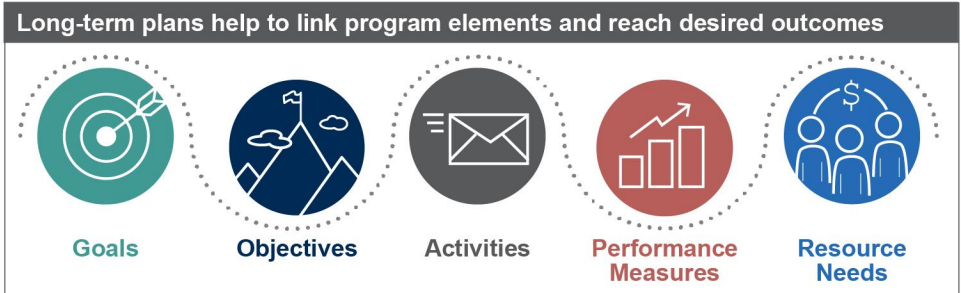 Long-term plans help to link program elements and reach desired outcomes
$
Goals
Objectives
Activities
Performance
Measures
Resource
Needs